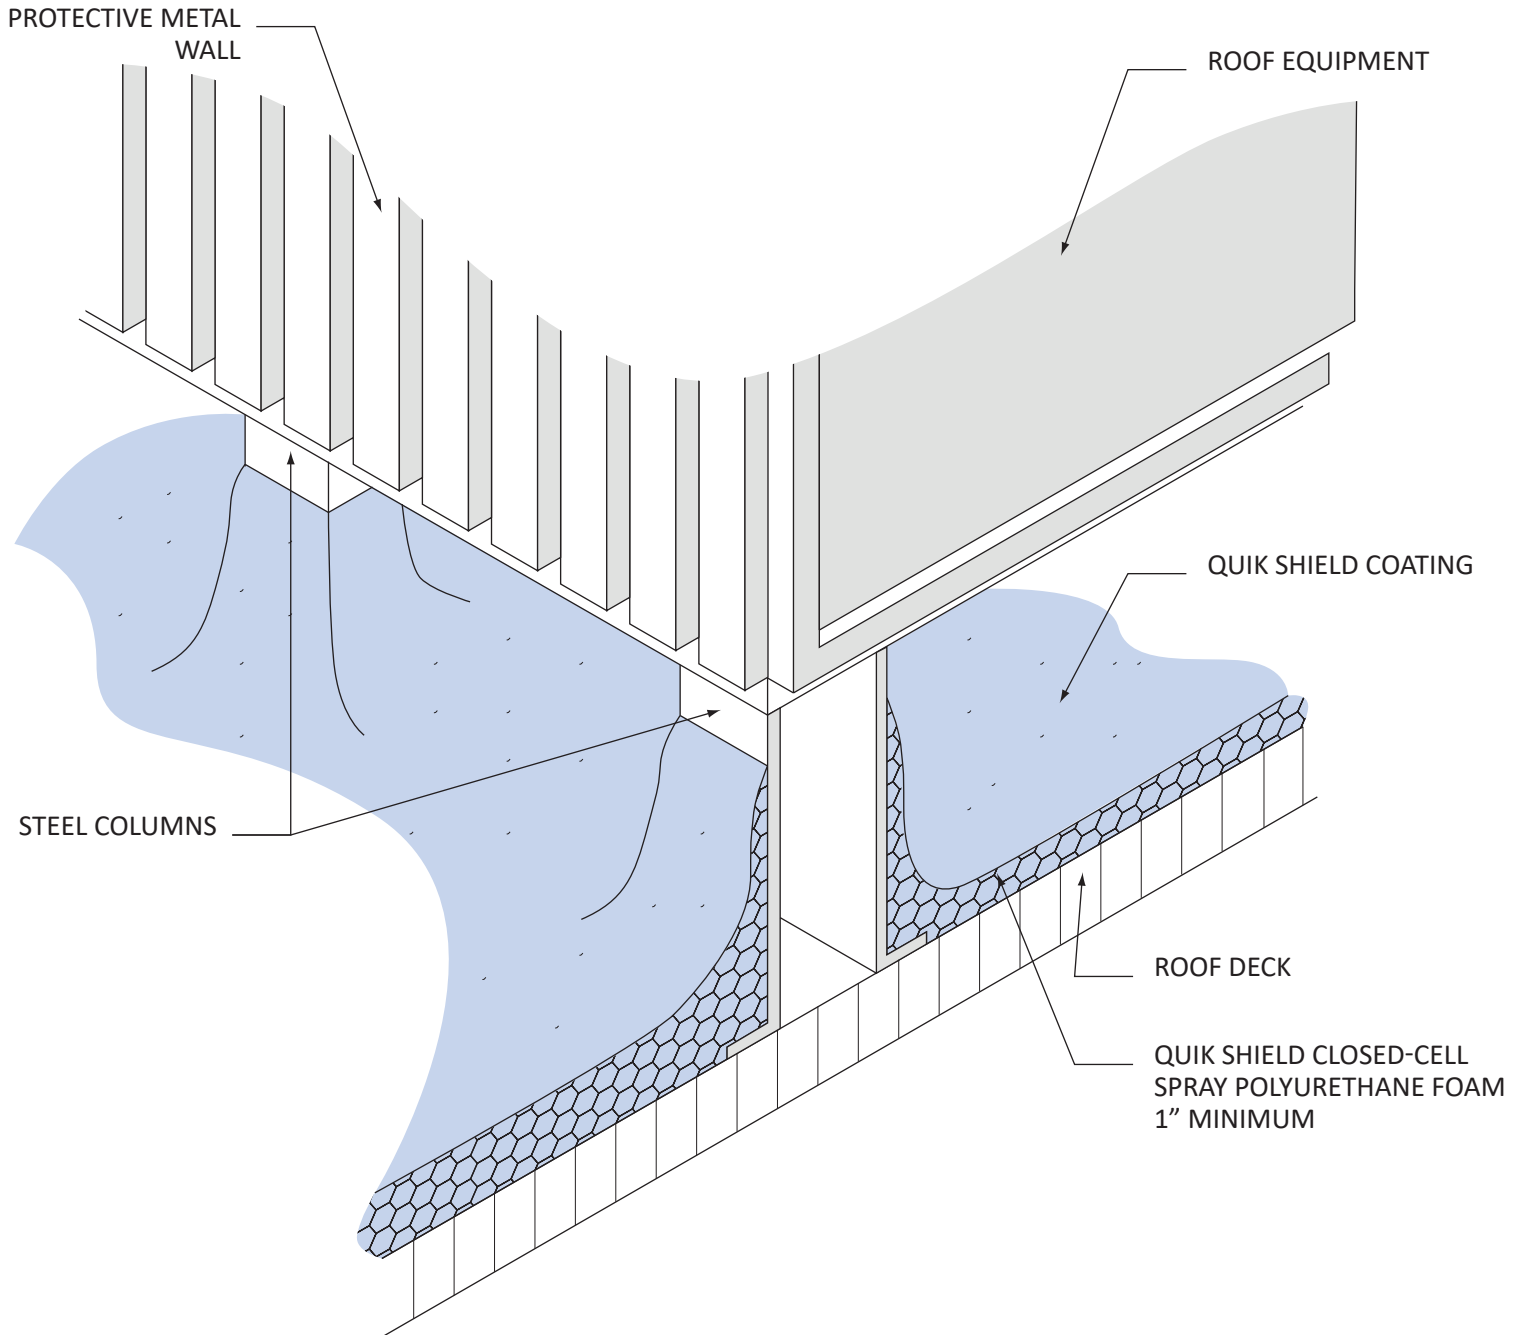 PROTECTIVE METAL
WALL
ROOF EQUIPMENT
QUIK SHIELD COATING
STEEL COLUMNS
ROOF DECK
QUIK SHIELD CLOSED-CELL
SPRAY POLYURETHANE FOAM
1” MINIMUM